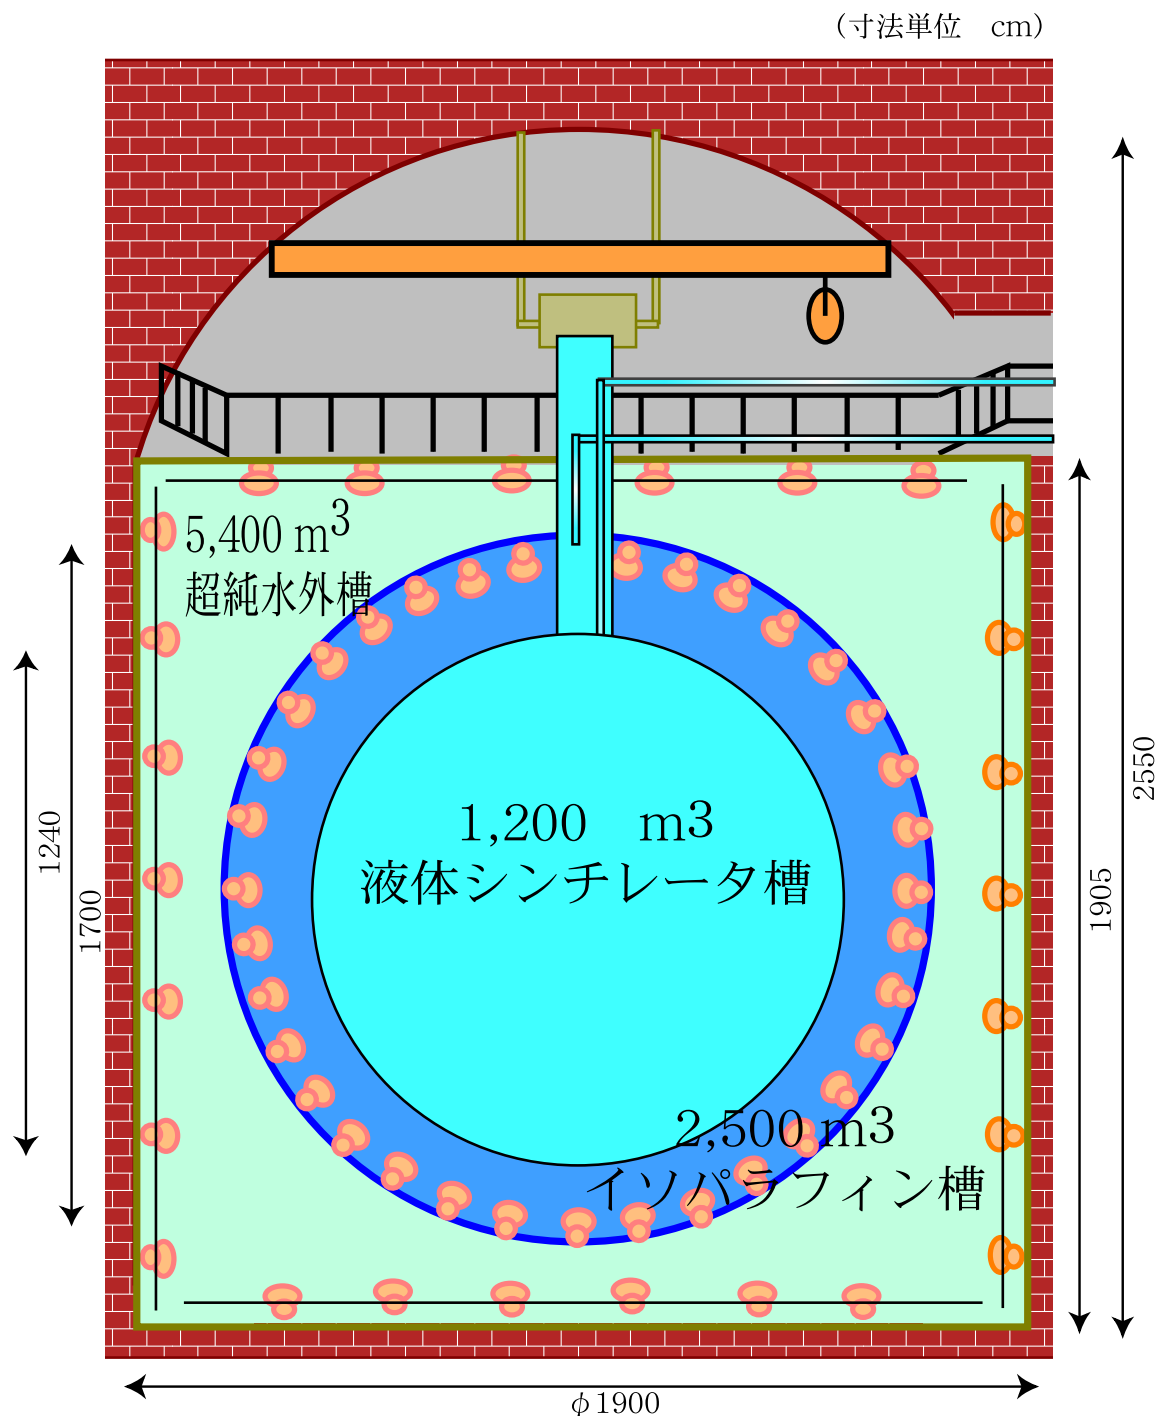 （寸法単位　cm）
5,400 m3
超純水外槽
1,200　m3
液体シンチレータ槽
2,500 m3
イソパラフィン槽
1240
1700
1905
2550
φ1900